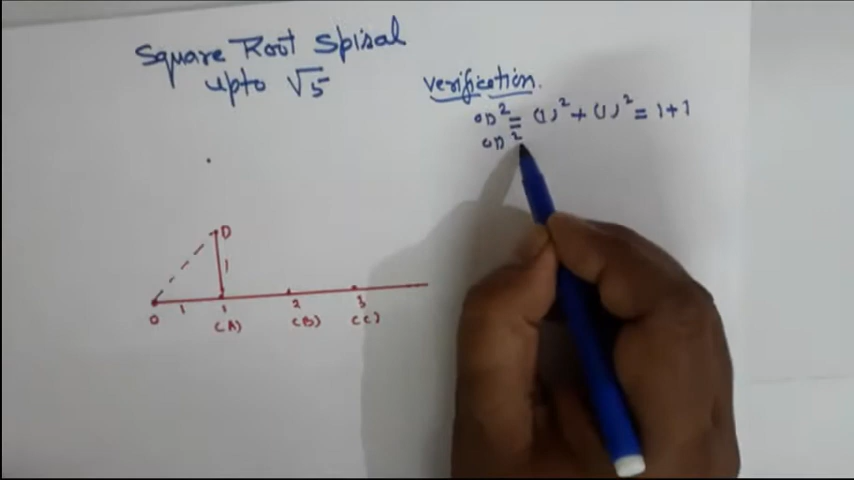 Square Root Spiral
upto √5
verification.
OD² = (1)² + (1)² = 1+1
OD²
D
1
O 1 1 2 3
(A) (B) (C)